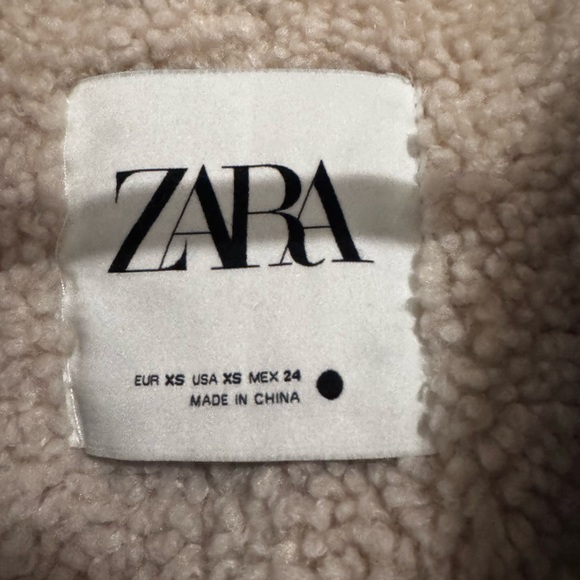 ZARA
EUR XS USA XS MEX 24
MADE IN CHINA